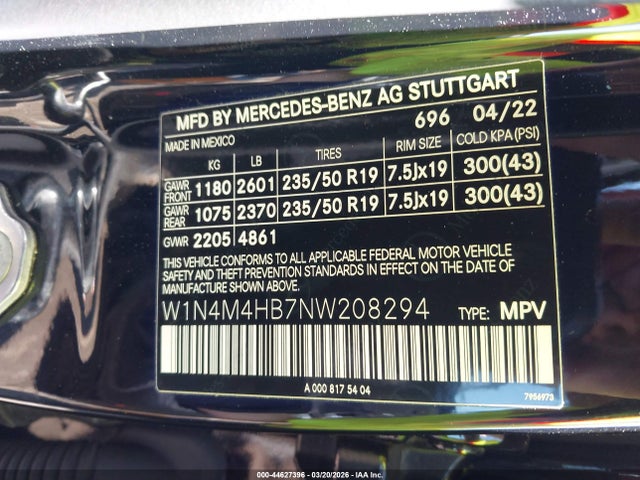 MFD BY MERCEDES-BENZ AG STUTTGART
MADE IN MEXICO 696 04/22
KG LB TIRES RIM SIZE COLD KPA (PSI)
GAWR FRONT 1180 2601 235/50 R19 7.5Jx19 300(43)
GAWR REAR 1075 2370 235/50 R19 7.5Jx19 300(43)
GVWR 2205 4861
THIS VEHICLE CONFORMS TO ALL APPLICABLE FEDERAL MOTOR VEHICLE
SAFETY AND THEFT PREVENTION STANDARDS IN EFFECT ON THE DATE
OF MANUFACTURE SHOWN ABOVE.
W1N4M4HB7NW208294 TYPE: MPV
A 000 817 54 04
7956973
000-44627396 - 03/20/2026 - IAA Inc.